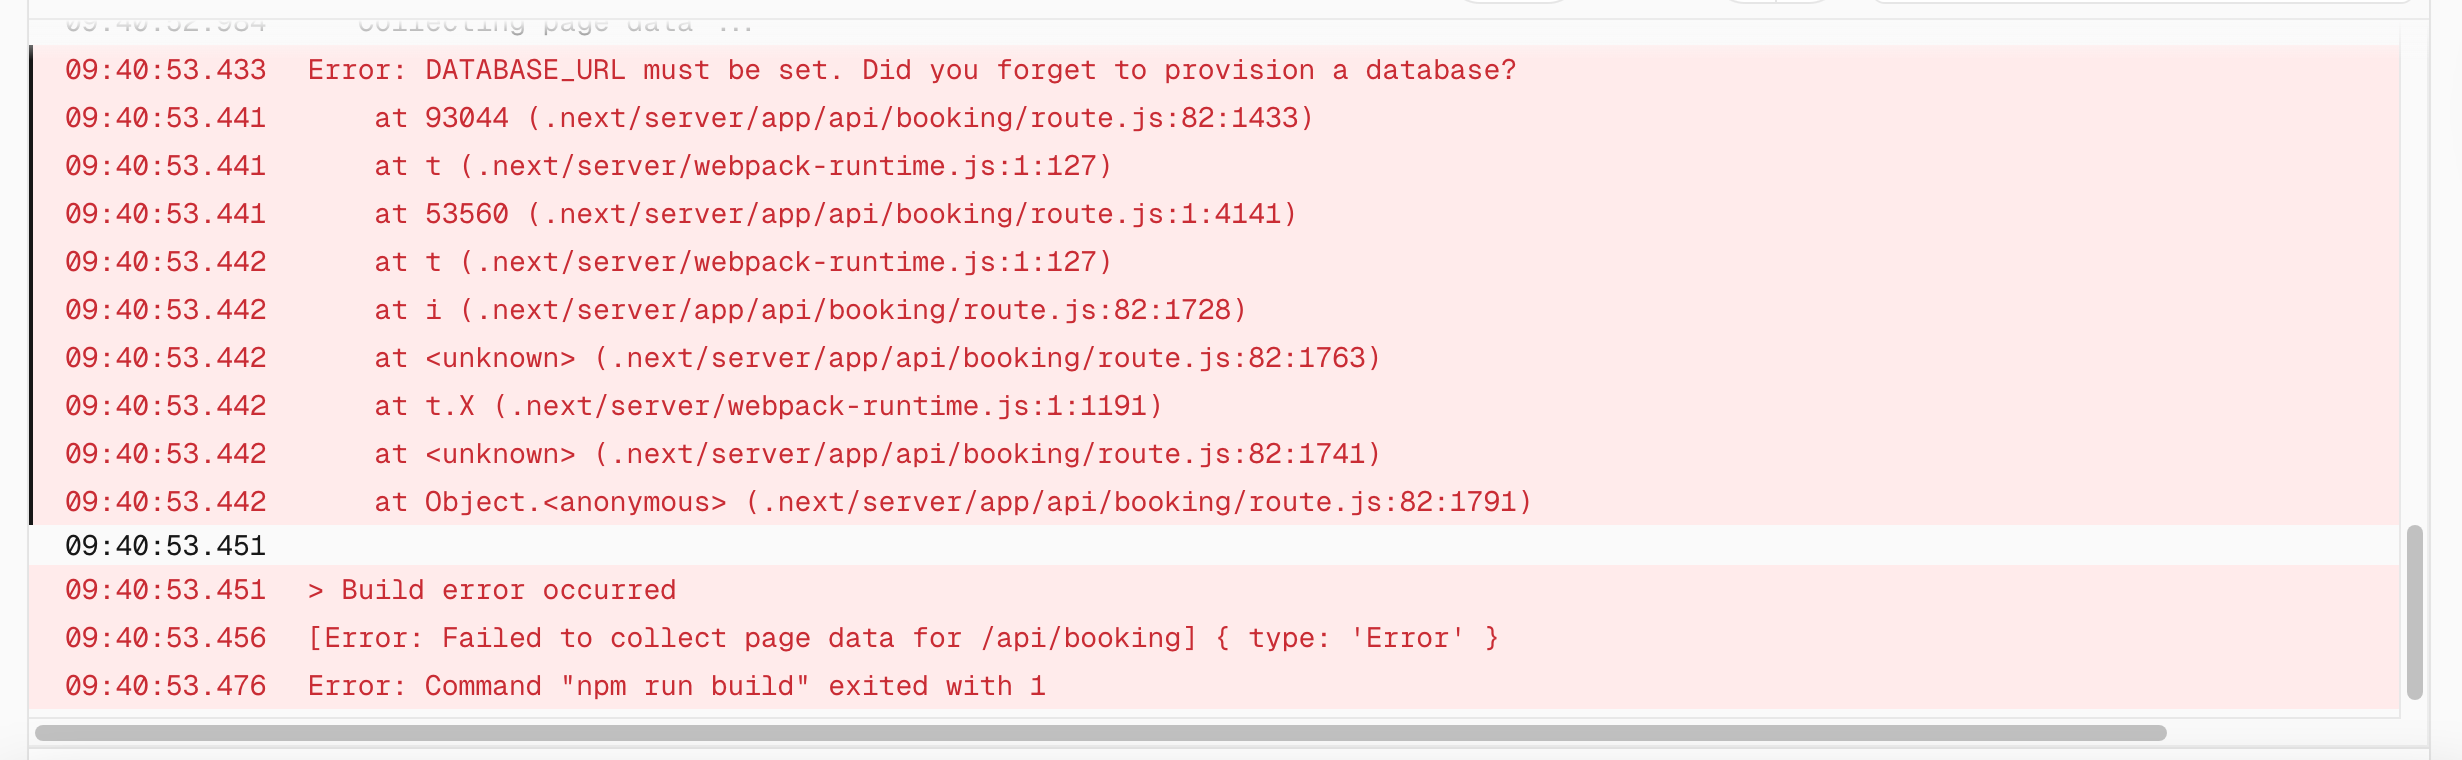 09:40:52.984 Collecting page data ...
09:40:53.433 Error: DATABASE_URL must be set. Did you forget to provision a database?
09:40:53.441 at 93044 (.next/server/app/api/booking/route.js:82:1433)
09:40:53.441 at t (.next/server/webpack-runtime.js:1:127)
09:40:53.441 at 53560 (.next/server/app/api/booking/route.js:1:4141)
09:40:53.442 at t (.next/server/webpack-runtime.js:1:127)
09:40:53.442 at i (.next/server/app/api/booking/route.js:82:1728)
09:40:53.442 at <unknown> (.next/server/app/api/booking/route.js:82:1763)
09:40:53.442 at t.X (.next/server/webpack-runtime.js:1:1191)
09:40:53.442 at <unknown> (.next/server/app/api/booking/route.js:82:1741)
09:40:53.442 at Object.<anonymous> (.next/server/app/api/booking/route.js:82:1791)
09:40:53.451
09:40:53.451 > Build error occurred
09:40:53.456 [Error: Failed to collect page data for /api/booking] { type: 'Error' }
09:40:53.476 Error: Command "npm run build" exited with 1